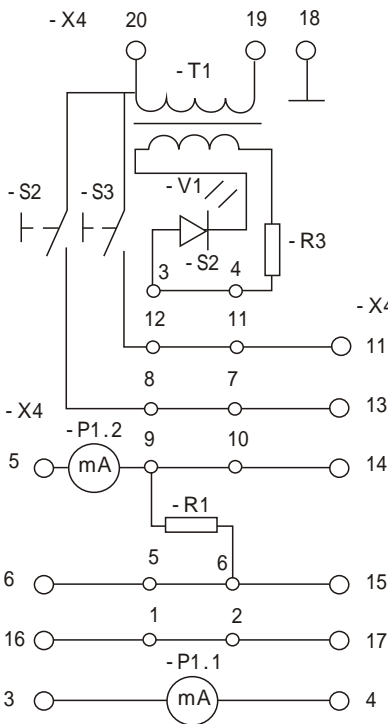 - X4 20 19 18
- T1
- S2 - S3 - V1
- R3
- S2
3 4
- X4
12 11
11
8 7
13
- X4
- P1.2 9 10
5 mA 14
- R1
5 6
6 15
1 2
16 17
- P1.1
3 mA 4